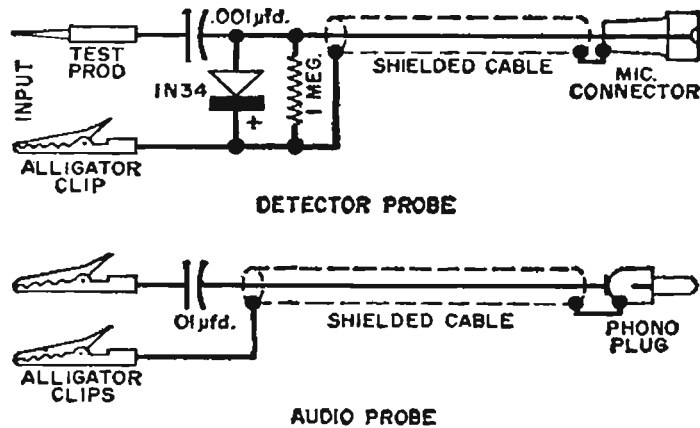 .001µfd.
TEST
PROD
INPUT
1N34
+
1 MEG.
SHIELDED CABLE
MIC.
CONNECTOR
ALLIGATOR
CLIP
DETECTOR PROBE
01µfd.
SHIELDED CABLE
PHONO
PLUG
ALLIGATOR
CLIPS
AUDIO PROBE